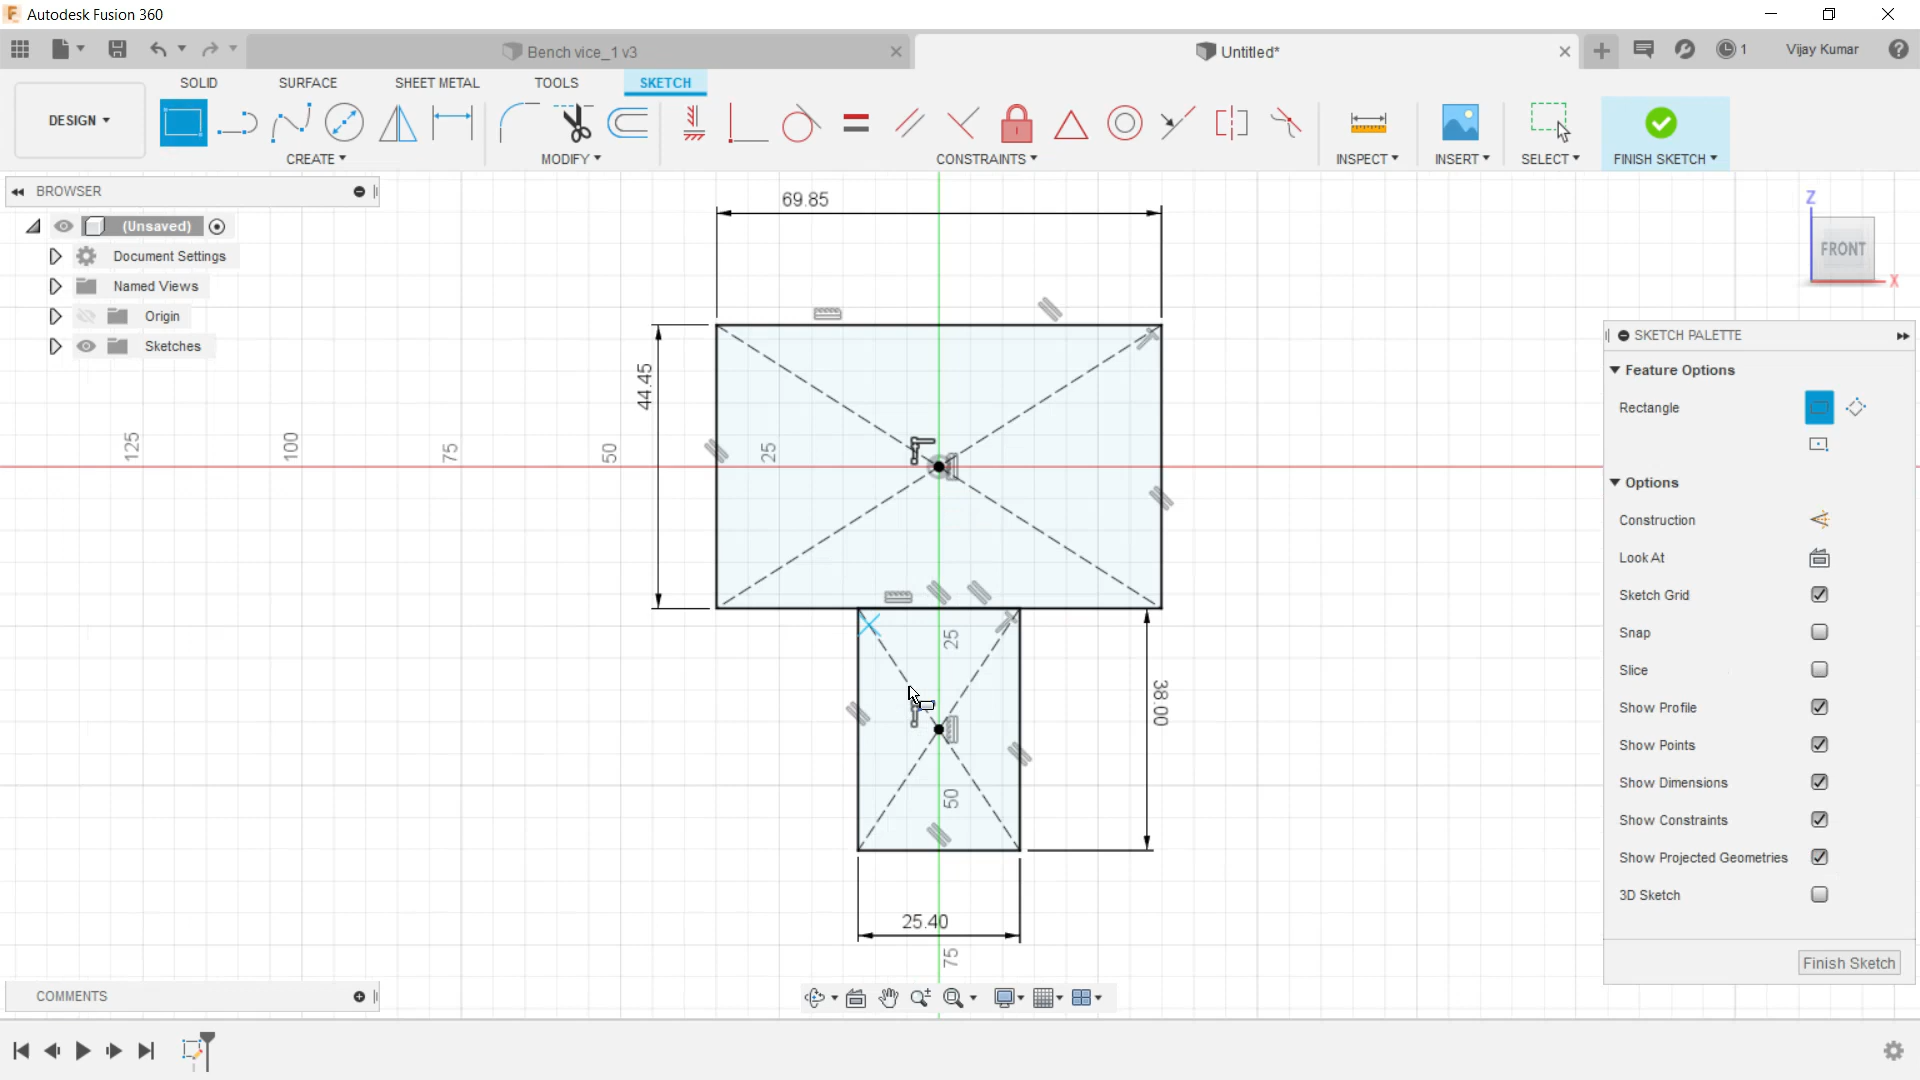 Autodesk Fusion 360
Bench vice_1 v3
Untitled*
1
Vijay Kumar
DESIGN
SOLID
SURFACE
SHEET METAL
TOOLS
SKETCH
CREATE
MODIFY
CONSTRAINTS
INSPECT
INSERT
SELECT
FINISH SKETCH
BROWSER
(Unsaved)
Document Settings
Named Views
Origin
Sketches
69.85
44.45
125
100
75
50
25
25
38.00
50
25.40
75
Z
FRONT
X
SKETCH PALETTE
Feature Options
Rectangle
Options
Construction
Look At
Sketch Grid
Snap
Slice
Show Profile
Show Points
Show Dimensions
Show Constraints
Show Projected Geometries
3D Sketch
Finish Sketch
COMMENTS